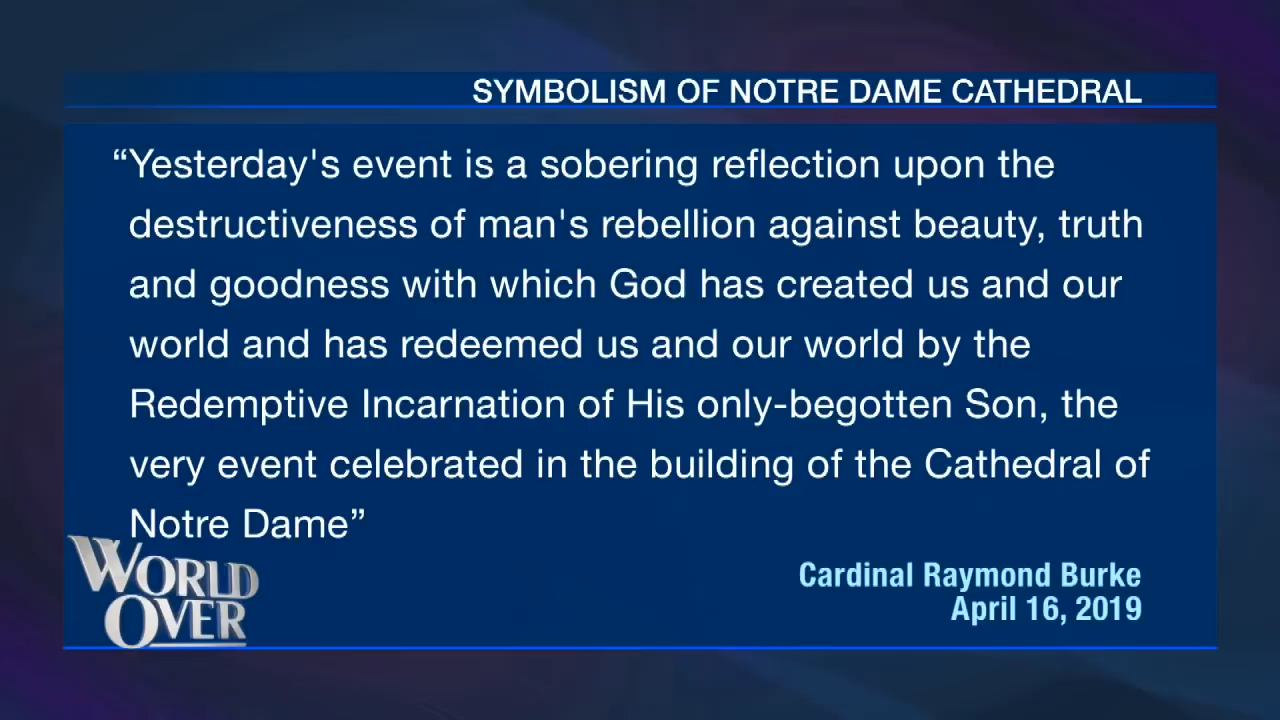 SYMBOLISM OF NOTRE DAME CATHEDRAL
“Yesterday's event is a sobering reflection upon the
destructiveness of man's rebellion against beauty, truth
and goodness with which God has created us and our
world and has redeemed us and our world by the
Redemptive Incarnation of His only-begotten Son, the
very event celebrated in the building of the Cathedral of
Notre Dame”
Cardinal Raymond Burke
April 16, 2019
WORLD
OVER